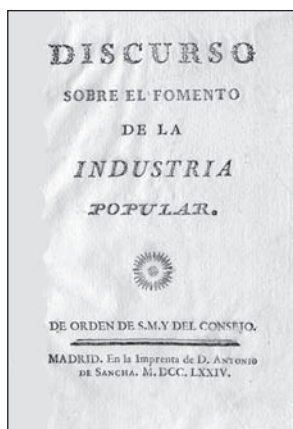 DISCURSO
SOBRE EL FOMENTO
DE LA
INDUSTRIA
POPULAR.
DE ORDEN DE S.M.Y DEL CONSEJO.
MADRID. En la Imprenta de D. ANTONIO
DE SANCHA. M. DCC. LXXIV.